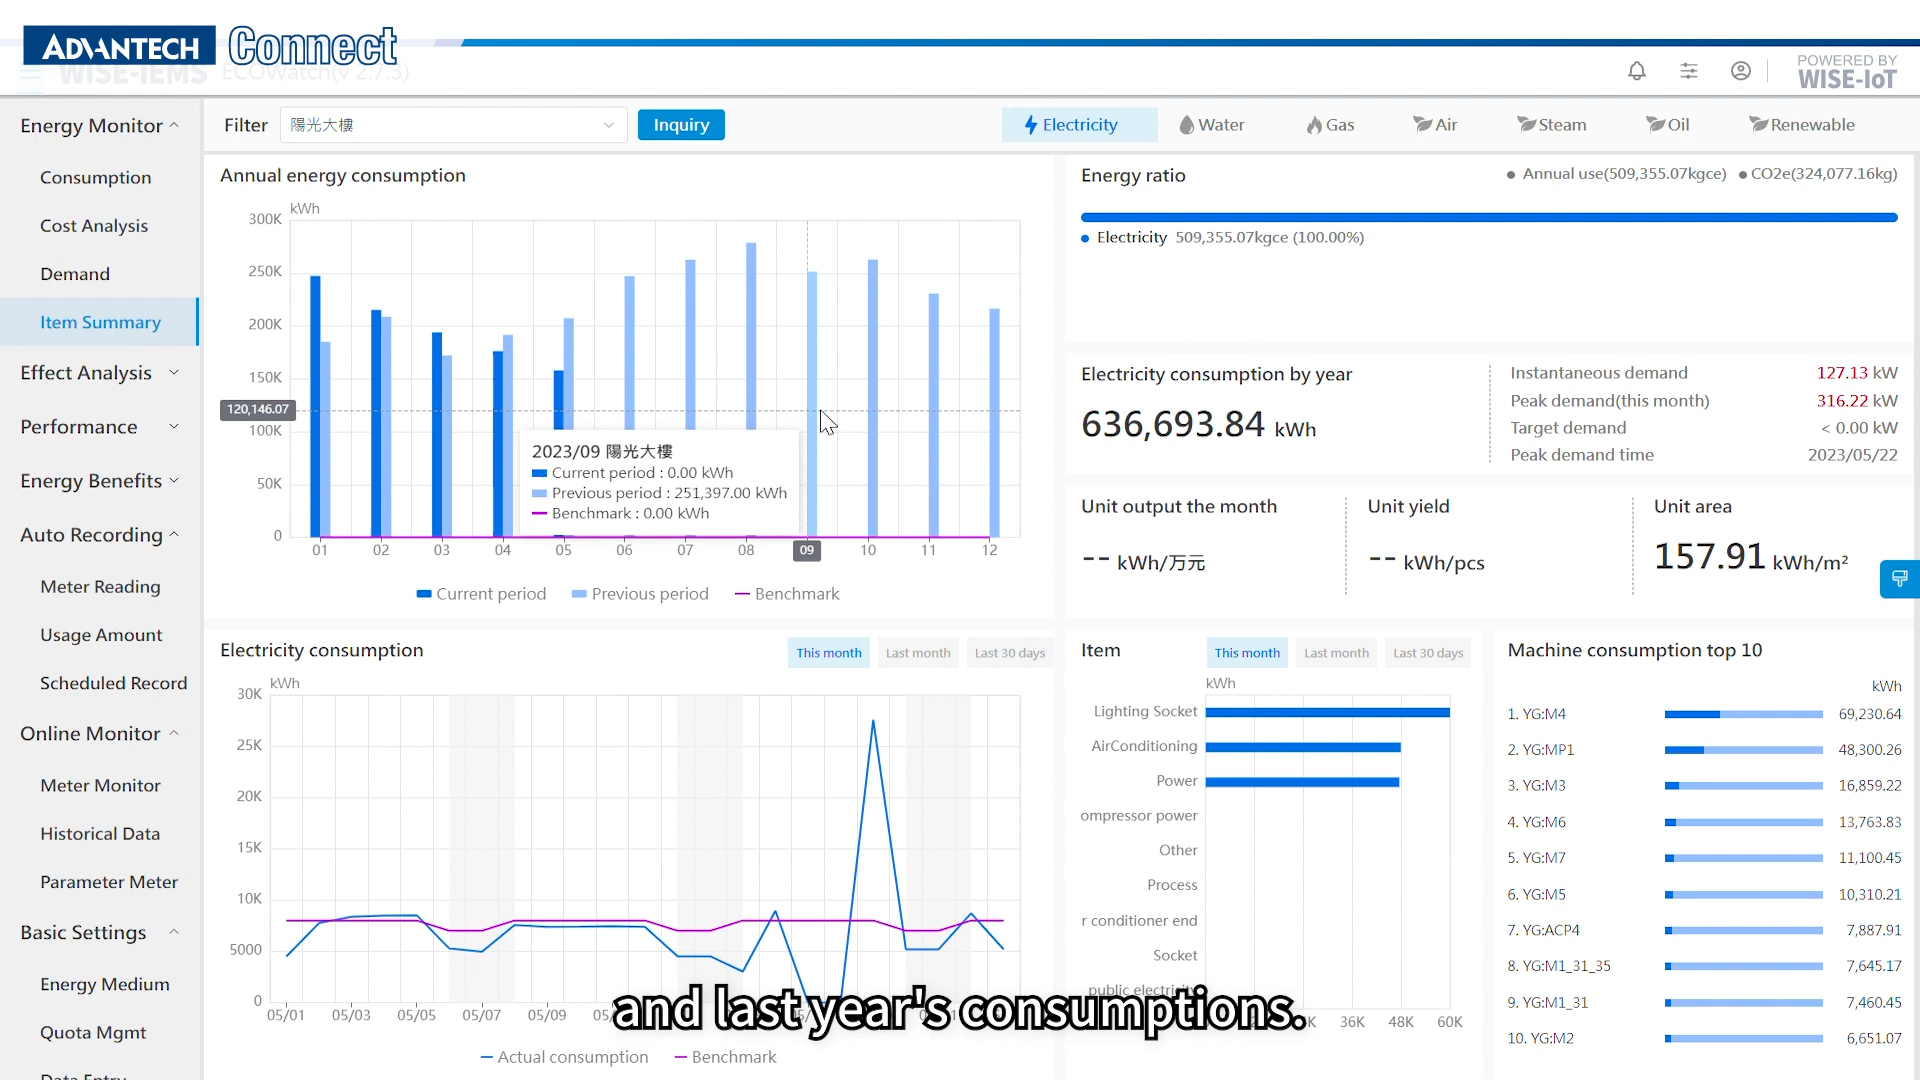 ADVANTECH Connect
WISE-IEMS ECOWatch(v 2.7.3)
POWERED BY
WISE-IoT
Energy Monitor
Consumption
Cost Analysis
Demand
Item Summary
Effect Analysis
Performance
Energy Benefits
Auto Recording
Meter Reading
Usage Amount
Scheduled Record
Online Monitor
Meter Monitor
Historical Data
Parameter Meter
Basic Settings
Energy Medium
Quota Mgmt
Data Entry
Filter 陽光大樓 Inquiry
Electricity Water Gas Air Steam Oil Renewable
Annual energy consumption
kWh
300K
250K
200K
150K
120,146.07
100K
50K
0
2023/09 陽光大樓
Current period : 0.00 kWh
Previous period : 251,397.00 kWh
Benchmark : 0.00 kWh
01 02 03 04 05 06 07 08 09 10 11 12
Current period Previous period Benchmark
Energy ratio
Annual use(509,355.07kgce) CO2e(324,077.16kg)
Electricity 509,355.07kgce (100.00%)
Electricity consumption by year
636,693.84 kWh
Instantaneous demand 127.13 kW
Peak demand(this month) 316.22 kW
Target demand < 0.00 kW
Peak demand time 2023/05/22
Unit output the month
-- kWh/万元
Unit yield
-- kWh/pcs
Unit area
157.91 kWh/m²
Electricity consumption
This month Last month Last 30 days
kWh
30K
25K
20K
15K
10K
5000
0
05/01 05/03 05/05 05/07 05/09
Actual consumption Benchmark
Item
This month Last month Last 30 days
kWh
Lighting Socket
AirConditioning
Power
ompressor power
Other
Process
r conditioner end
Socket
public electricity
36K 48K 60K
Machine consumption top 10
kWh
1. YG:M4 69,230.64
2. YG:MP1 48,300.26
3. YG:M3 16,859.22
4. YG:M6 13,763.83
5. YG:M7 11,100.45
6. YG:M5 10,310.21
7. YG:ACP4 7,887.91
8. YG:M1_31_35 7,645.17
9. YG:M1_31 7,460.45
10. YG:M2 6,651.07
and last year's consumptions.